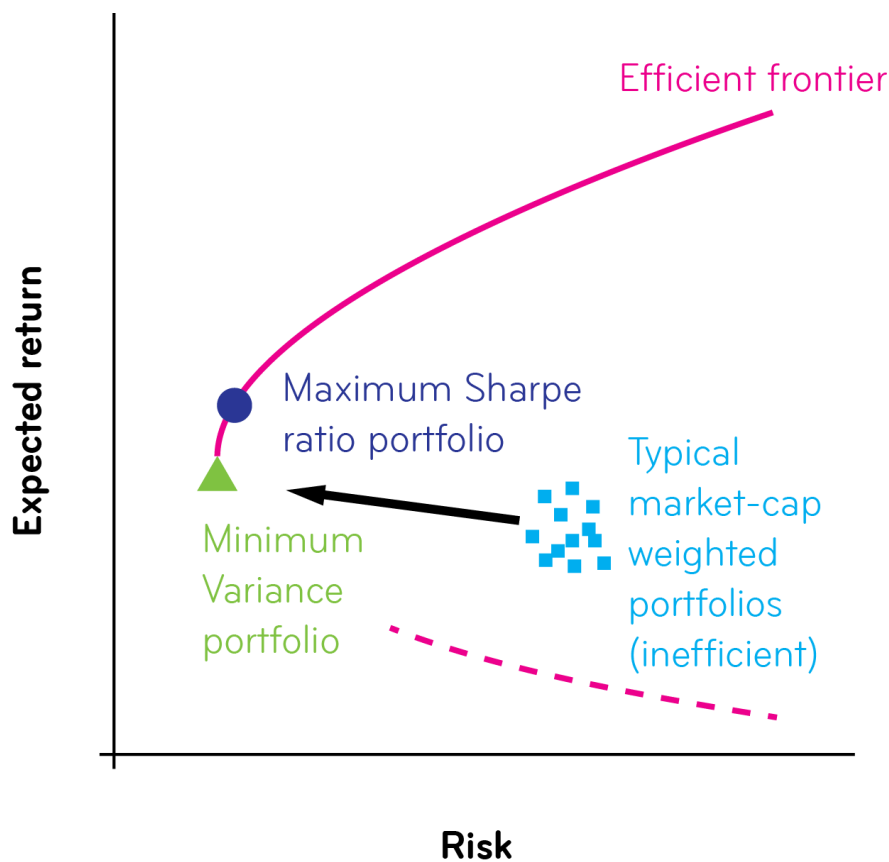 Efficient frontier
Expected return
Maximum Sharpe
ratio portfolio
Typical
market-cap
weighted
portfolios
(inefficient)
Minimum
Variance
portfolio
Risk